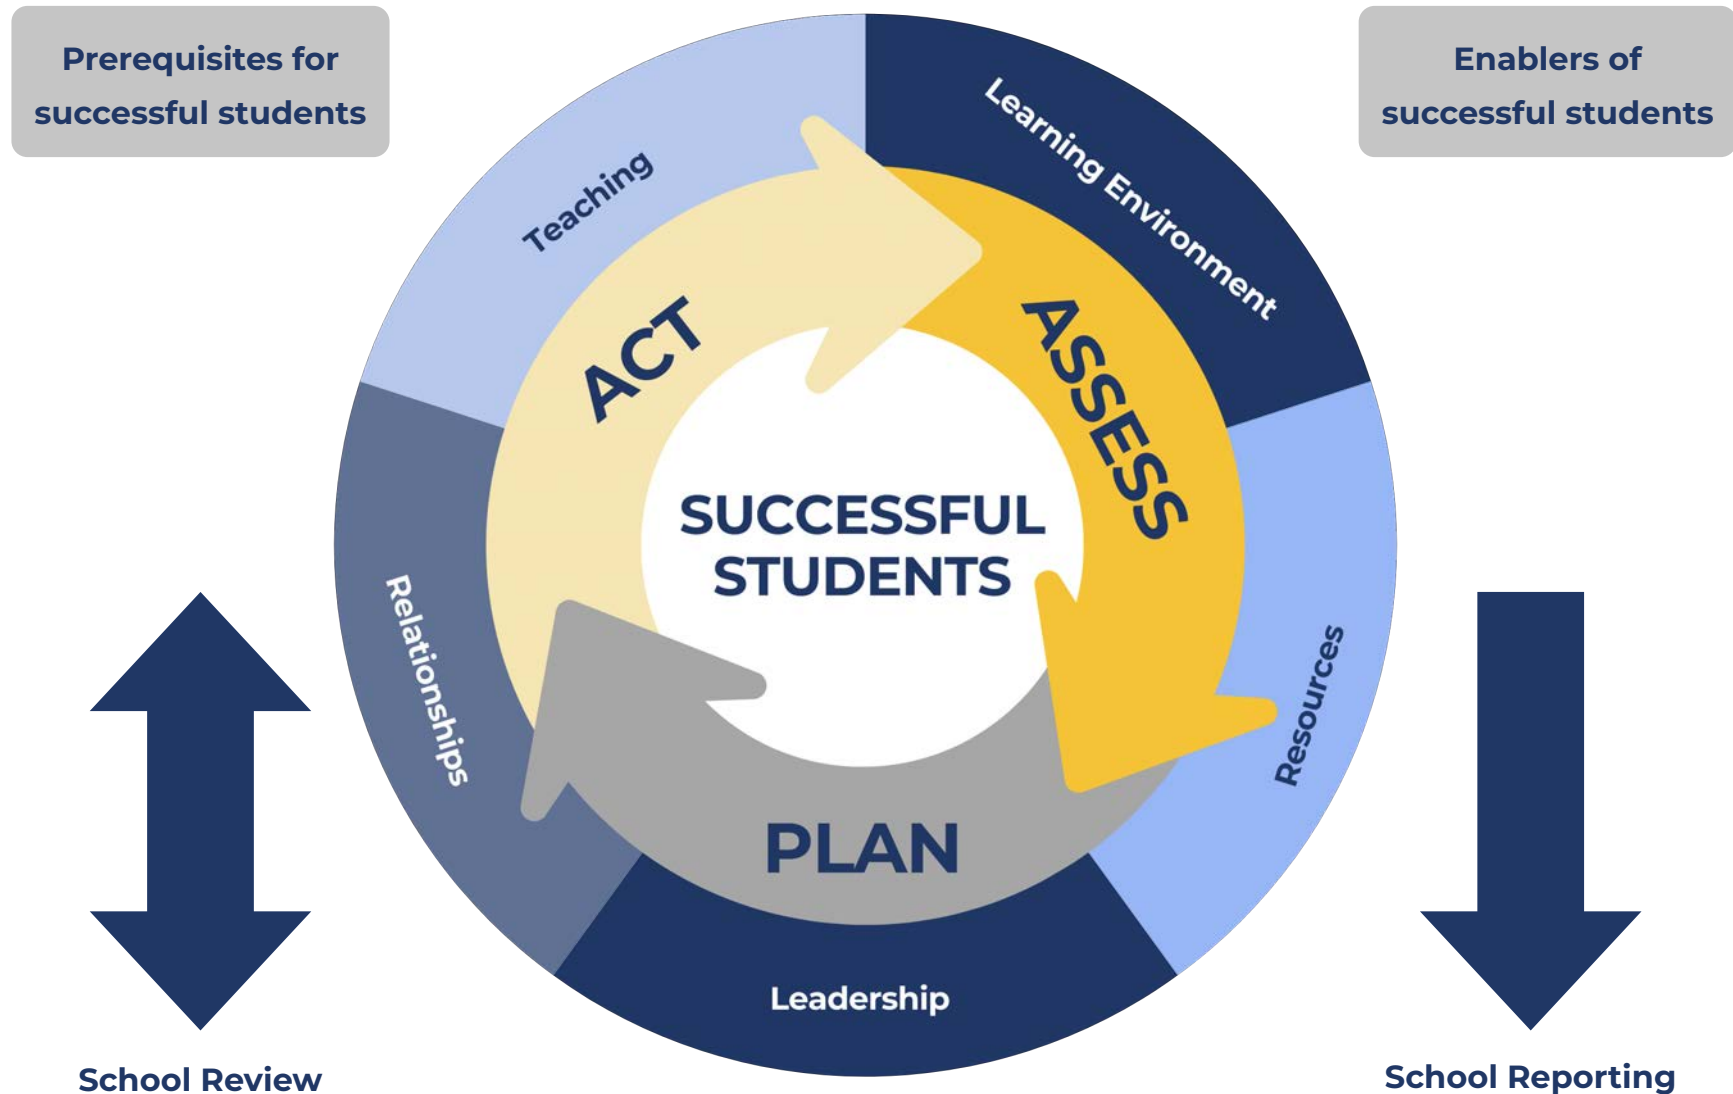 Prerequisites for
successful students
Enablers of
successful students
Teaching
Learning Environment
ACT
ASSESS
SUCCESSFUL
STUDENTS
Relationships
Resources
PLAN
Leadership
School Review
School Reporting